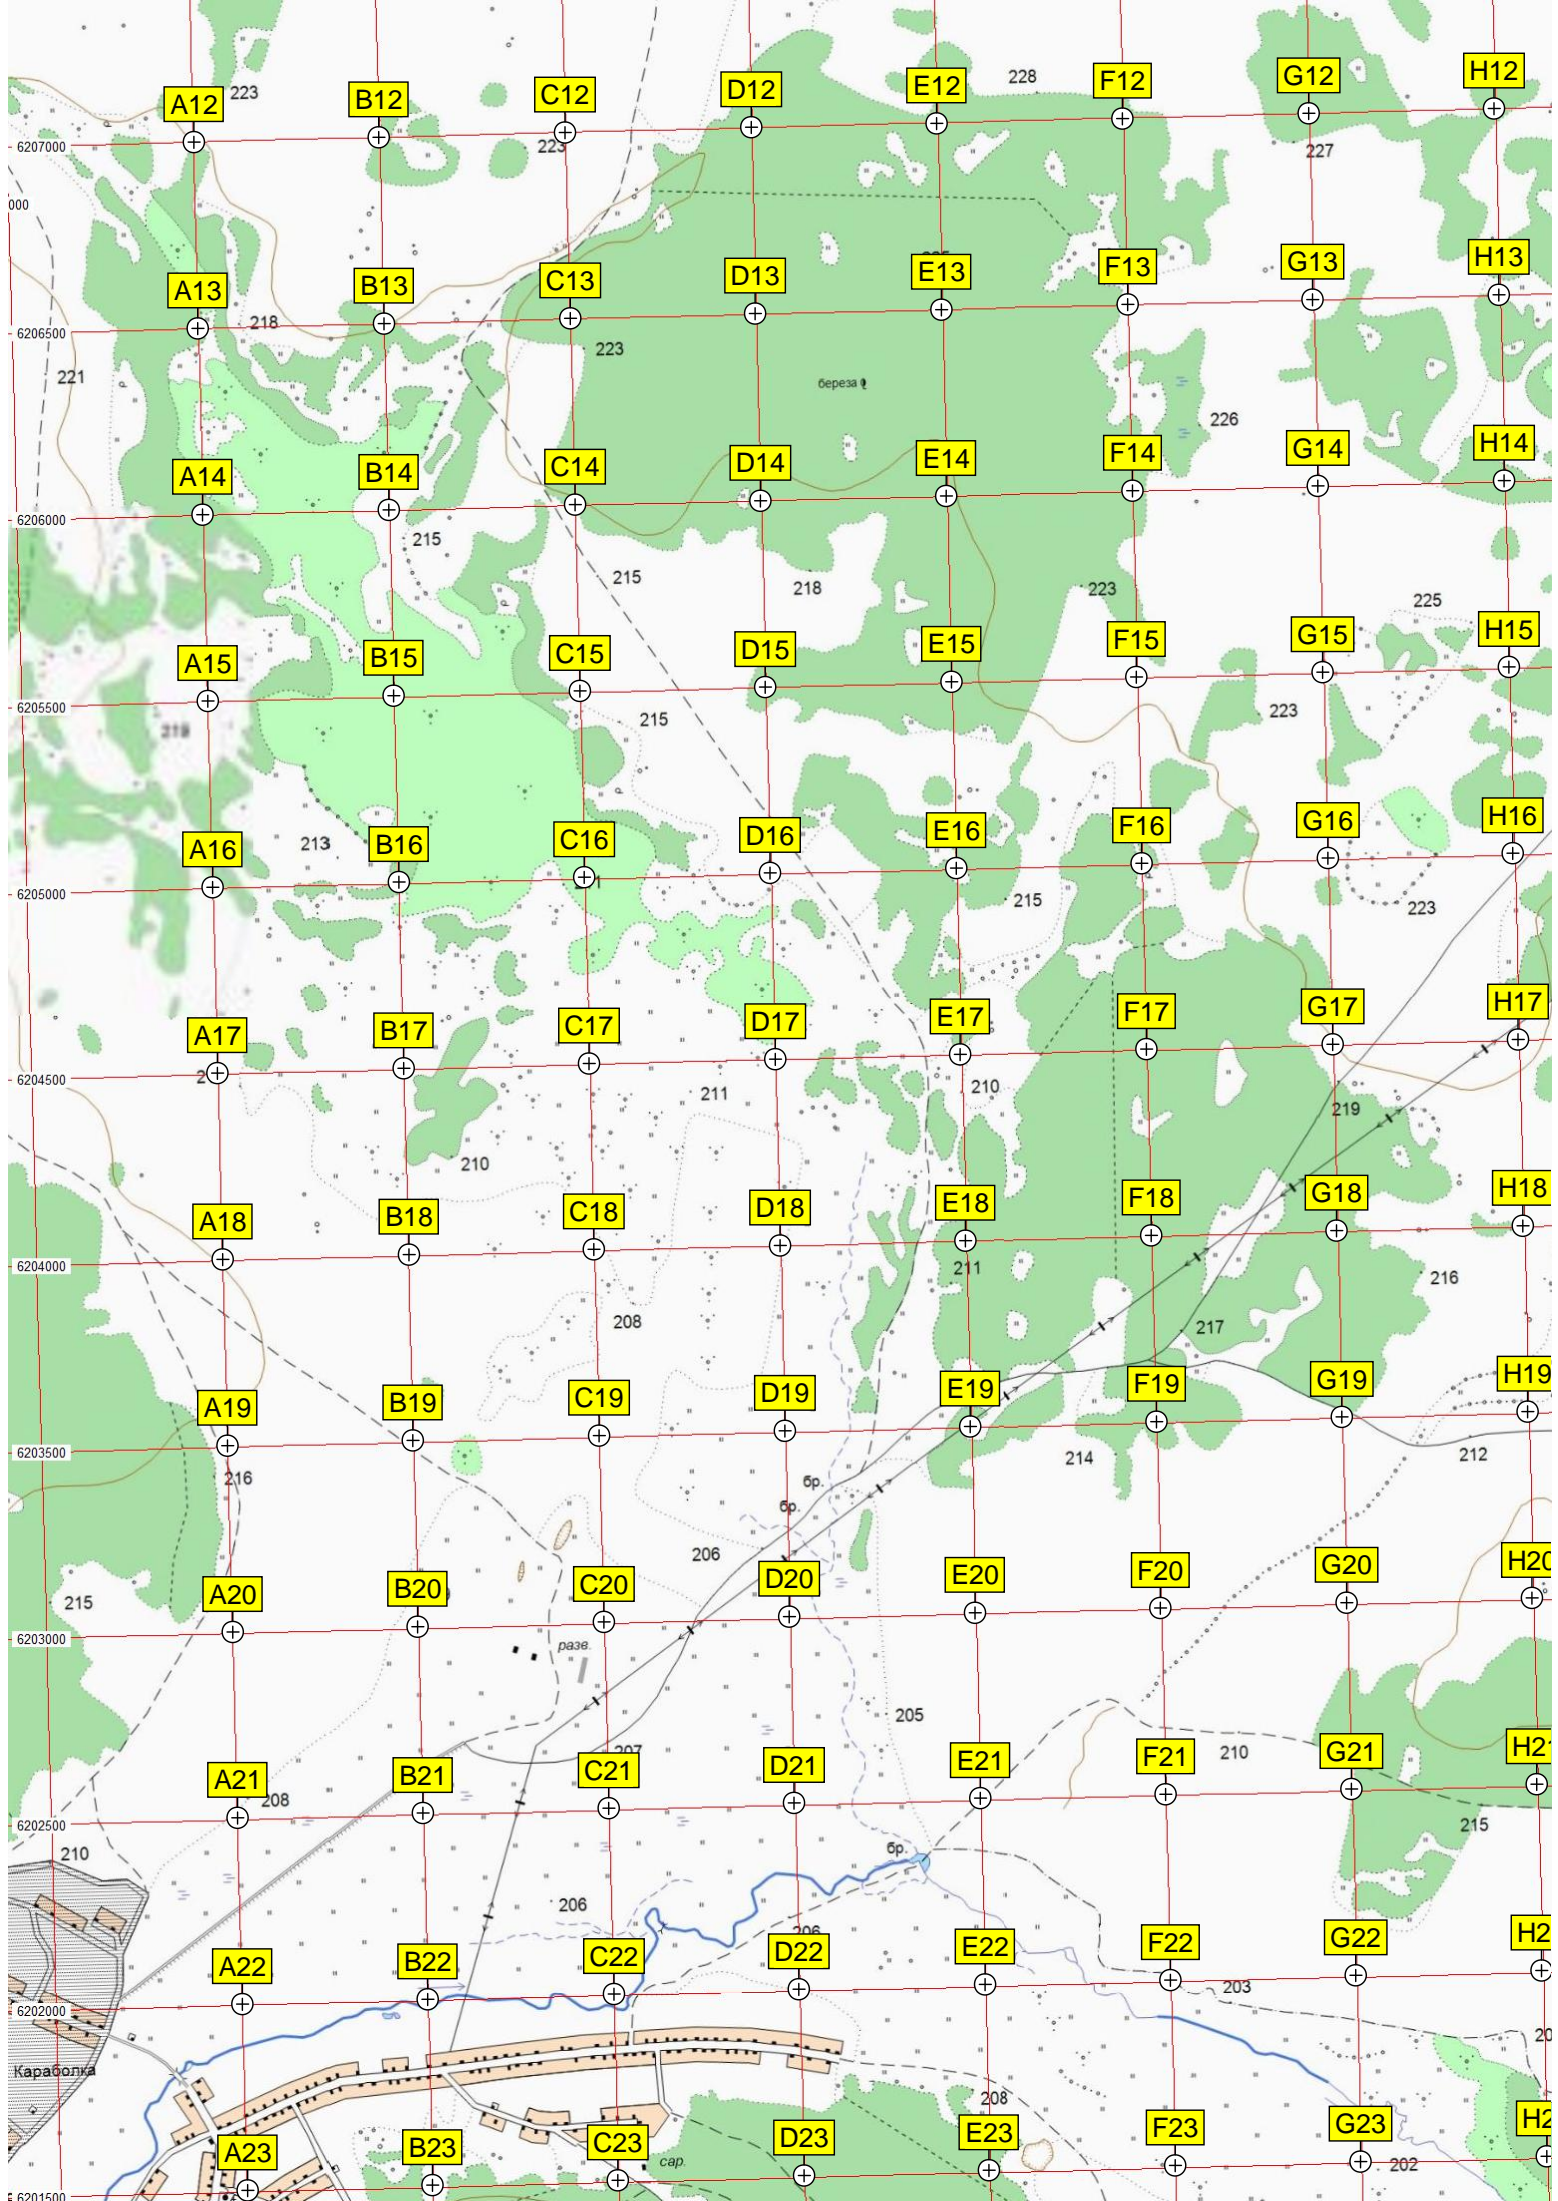 A12 223 B12 C12 D12 E12 228 F12 G12 H12
6207000 223 227
000
A13 B13 C13 D13 E13 F13 G13 H13
6206500 218 223
221 береза 226
A14 B14 C14 D14 E14 F14 G14 H14
6206000 215 215 218 223 225
A15 B15 C15 D15 E15 F15 G15 H15
6205500 219 215 223
A16 213 B16 C16 D16 E16 F16 G16 H16
6205000 215 223
A17 B17 C17 D17 E17 F17 G17 H17
6204500 211 210 219
210
A18 B18 C18 D18 E18 F18 G18 H18
6204000 211 216
208 217
A19 B19 C19 D19 E19 F19 G19 H19
6203500 216 214 212
бр.
бр.
206
215 A20 B20 C20 D20 E20 F20 G20 H20
6203000 разв.
205
207 210
A21 B21 C21 D21 E21 F21 G21 H21
208
6202500 215
210 бр.
206 206
A22 B22 C22 D22 E22 F22 G22 H2
6202000 203
20
Караболка 208
A23 B23 C23 D23 E23 F23 G23 H2
сар. 202
6201500